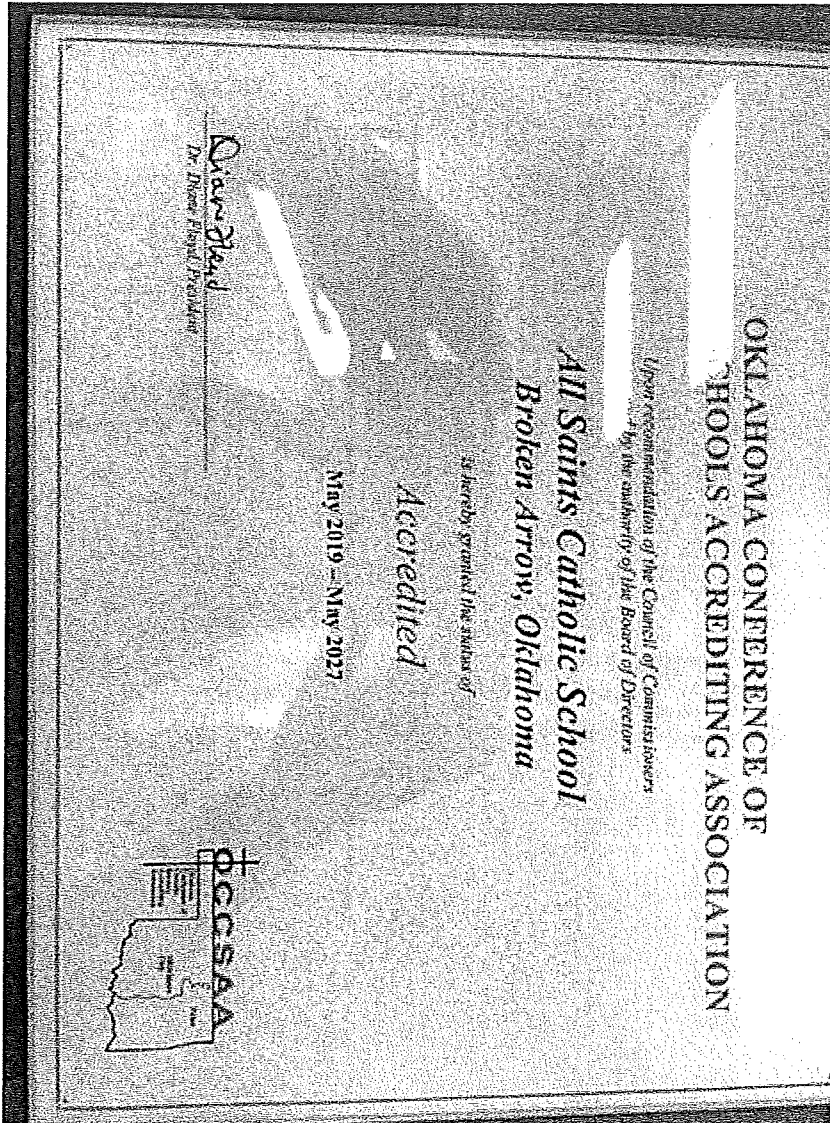 OKLAHOMA CONFERENCE OF
HOOLS ACCREDITING ASSOCIATION
Upon recommendation of the Council of Commissioners
by the authority of the Board of Directors
All Saints Catholic School
Broken Arrow, Oklahoma
is hereby granted the status of
Accredited
May 2019 – May 2027
Diane Floyd
Dr. Diane Floyd, President
OCCSAA